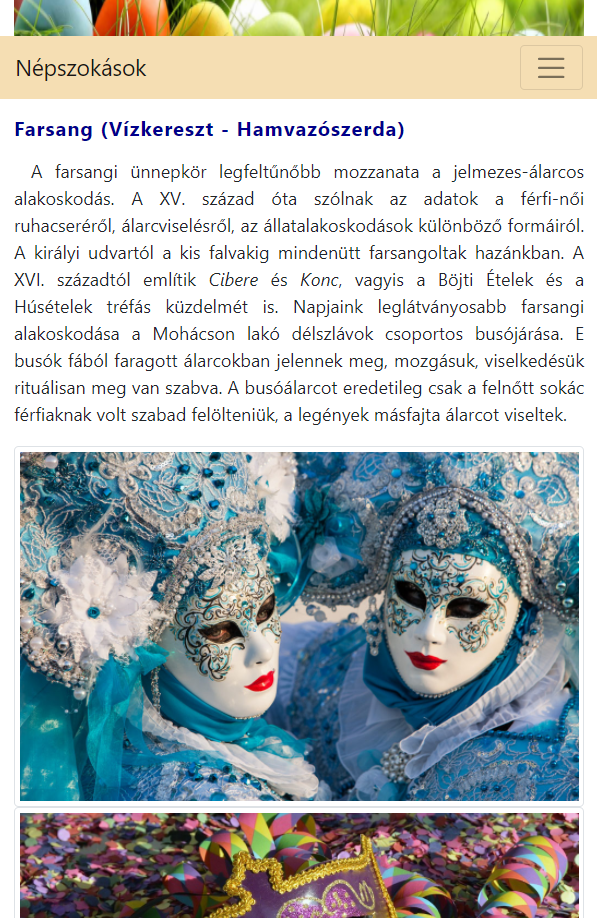 Népszokások
Farsang (Vízkereszt - Hamvazószerda)
A farsangi ünnepkör legfeltűnőbb mozzanata a jelmezes-álarcos
alakoskodás. A XV. század óta szólnak az adatok a férfi-női
ruhacseréről, álarcviselésről, az állatalakoskodások különböző formáiról.
A királyi udvartól a kis falvakig mindenütt farsangoltak hazánkban. A
XVI. századtól említik Cibere és Konc, vagyis a Böjti Ételek és a
Húsételek tréfás küzdelmét is. Napjaink leglátványosabb farsangi
alakoskodása a Mohácson lakó délszlávok csoportos busójárása. E
busók fából faragott álarcokban jelennek meg, mozgásuk, viselkedésük
rituálisan meg van szabva. A busóálarcot eredetileg csak a felnőtt sokác
férfiaknak volt szabad felölteniük, a legények másfajta álarcot viseltek.